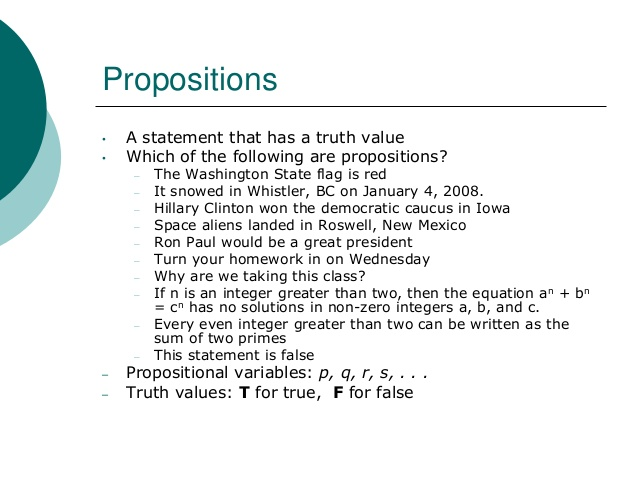 Propositions
• A statement that has a truth value
• Which of the following are propositions?
– The Washington State flag is red
– It snowed in Whistler, BC on January 4, 2008.
– Hillary Clinton won the democratic caucus in Iowa
– Space aliens landed in Roswell, New Mexico
– Ron Paul would be a great president
– Turn your homework in on Wednesday
– Why are we taking this class?
– If n is an integer greater than two, then the equation aⁿ + bⁿ
= cⁿ has no solutions in non-zero integers a, b, and c.
– Every even integer greater than two can be written as the
sum of two primes
– This statement is false
– Propositional variables: p, q, r, s, . . .
– Truth values: T for true, F for false